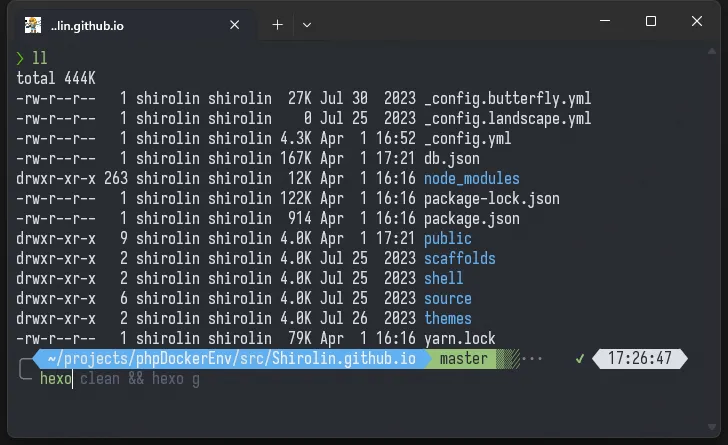 ..lin.github.io
❯ ll
total 444K
-rw-r--r-- 1 shirolin shirolin 27K Jul 30 2023 _config.butterfly.yml
-rw-r--r-- 1 shirolin shirolin 0 Jul 25 2023 _config.landscape.yml
-rw-r--r-- 1 shirolin shirolin 4.3K Apr 1 16:52 _config.yml
-rw-r--r-- 1 shirolin shirolin 167K Apr 1 17:21 db.json
drwxr-xr-x 263 shirolin shirolin 12K Apr 1 16:16 node_modules
-rw-r--r-- 1 shirolin shirolin 122K Apr 1 16:16 package-lock.json
-rw-r--r-- 1 shirolin shirolin 914 Apr 1 16:16 package.json
drwxr-xr-x 9 shirolin shirolin 4.0K Apr 1 17:21 public
drwxr-xr-x 2 shirolin shirolin 4.0K Jul 25 2023 scaffolds
drwxr-xr-x 2 shirolin shirolin 4.0K Jul 25 2023 shell
drwxr-xr-x 6 shirolin shirolin 4.0K Jul 25 2023 source
drwxr-xr-x 2 shirolin shirolin 4.0K Jul 26 2023 themes
-rw-r--r-- 1 shirolin shirolin 79K Apr 1 16:16 yarn.lock
~/projects/phpDockerEnv/src/Shirolin.github.io master ··· ✔ 17:26:47
hexo clean && hexo g